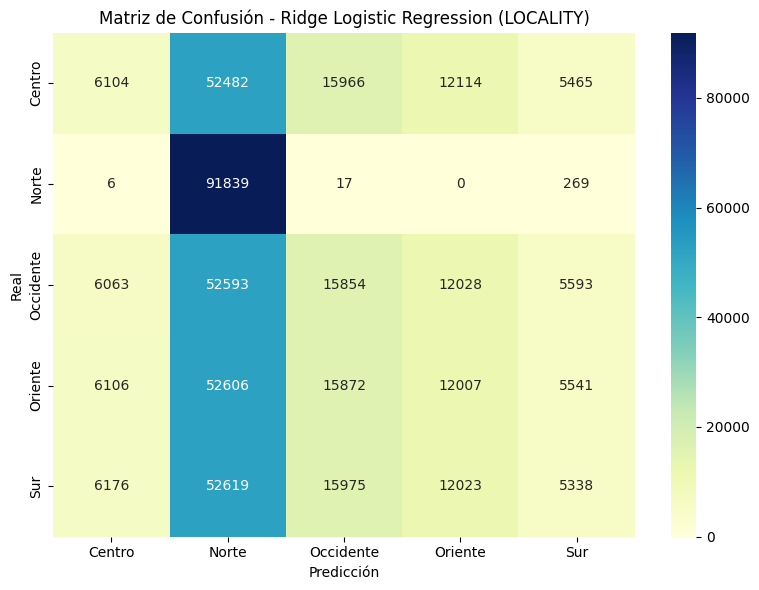 Matriz de Confusión - Ridge Logistic Regression (LOCALITY)
Centro 6104 52482 15966 12114 5465
Norte 6 91839 17 0 269
Occidente 6063 52593 15854 12028 5593
Oriente 6106 52606 15872 12007 5541
Sur 6176 52619 15975 12023 5338
Centro Norte Occidente Oriente Sur
Predicción
Real
80000
60000
40000
20000
0